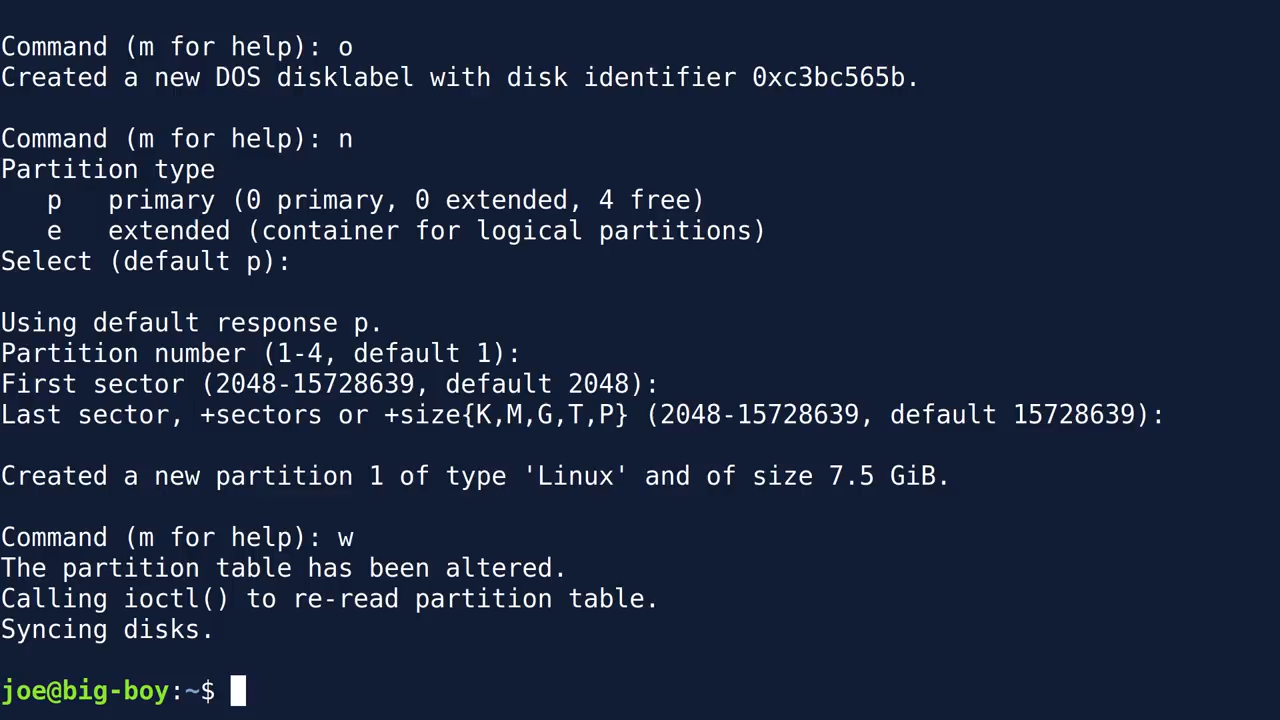 Command (m for help): o
Created a new DOS disklabel with disk identifier 0xc3bc565b.
Command (m for help): n
Partition type
   p   primary (0 primary, 0 extended, 4 free)
   e   extended (container for logical partitions)
Select (default p):
Using default response p.
Partition number (1-4, default 1):
First sector (2048-15728639, default 2048):
Last sector, +sectors or +size{K,M,G,T,P} (2048-15728639, default 15728639):
Created a new partition 1 of type 'Linux' and of size 7.5 GiB.
Command (m for help): w
The partition table has been altered.
Calling ioctl() to re-read partition table.
Syncing disks.
joe@big-boy:~$